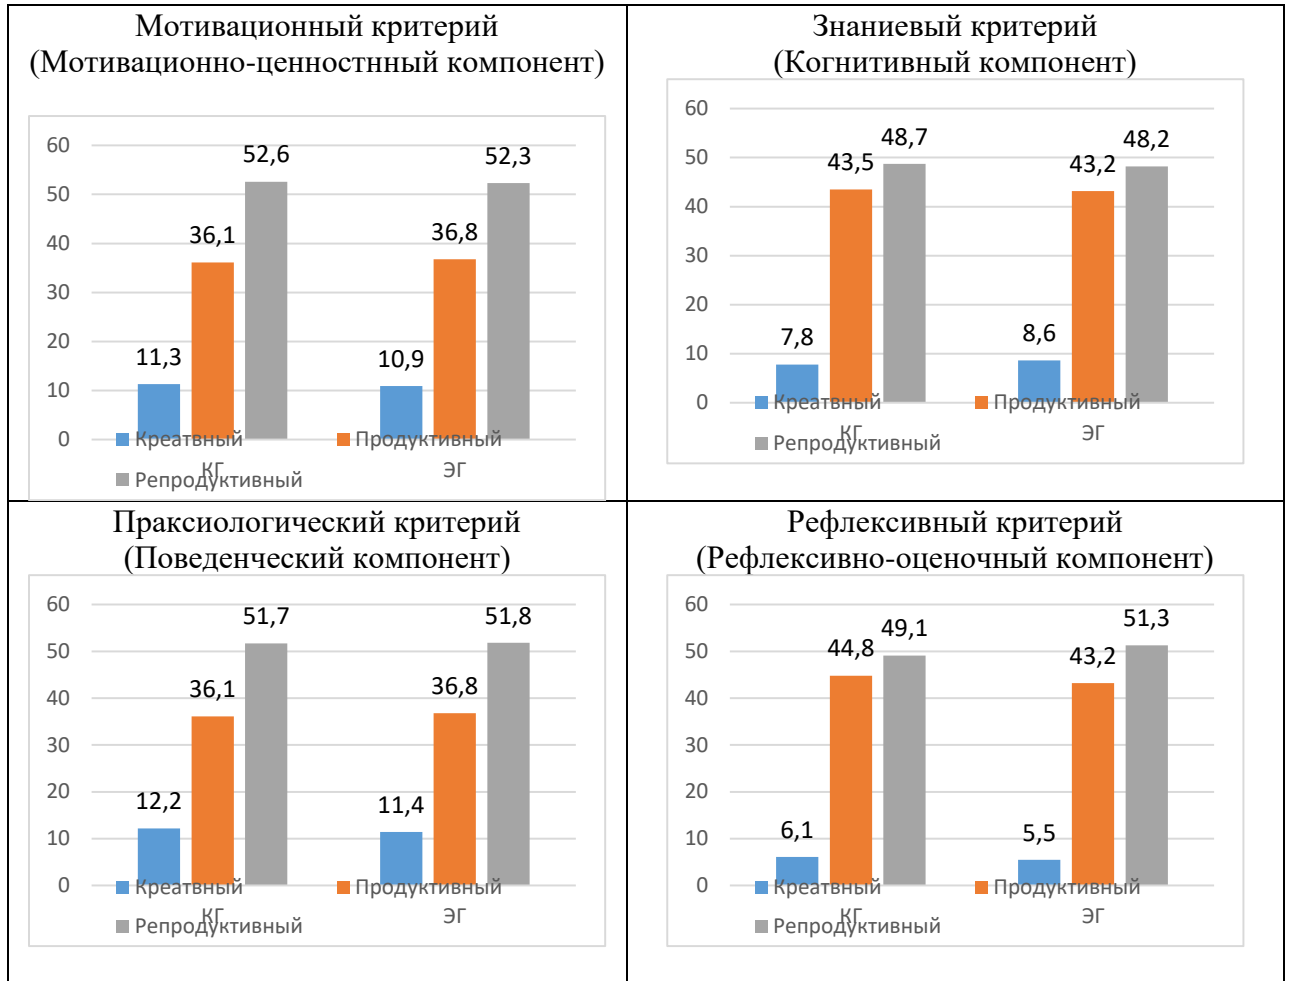 Мотивационный критерий
(Мотивационно-ценностнный компонент)
60
50
40
30
20
10
0
11,3
36,1
52,6
10,9
36,8
52,3
КГ
ЭГ
Креатвный
Продуктивный
Репродуктивный
Знаниевый критерий
(Когнитивный компонент)
60
50
40
30
20
10
0
7,8
43,5
48,7
8,6
43,2
48,2
КГ
ЭГ
Креатвный
Продуктивный
Репродуктивный
Праксиологический критерий
(Поведенческий компонент)
60
50
40
30
20
10
0
12,2
36,1
51,7
11,4
36,8
51,8
КГ
ЭГ
Креатвный
Продуктивный
Репродуктивный
Рефлексивный критерий
(Рефлексивно-оценочный компонент)
60
50
40
30
20
10
0
6,1
44,8
49,1
5,5
43,2
51,3
КГ
ЭГ
Креатвный
Продуктивный
Репродуктивный